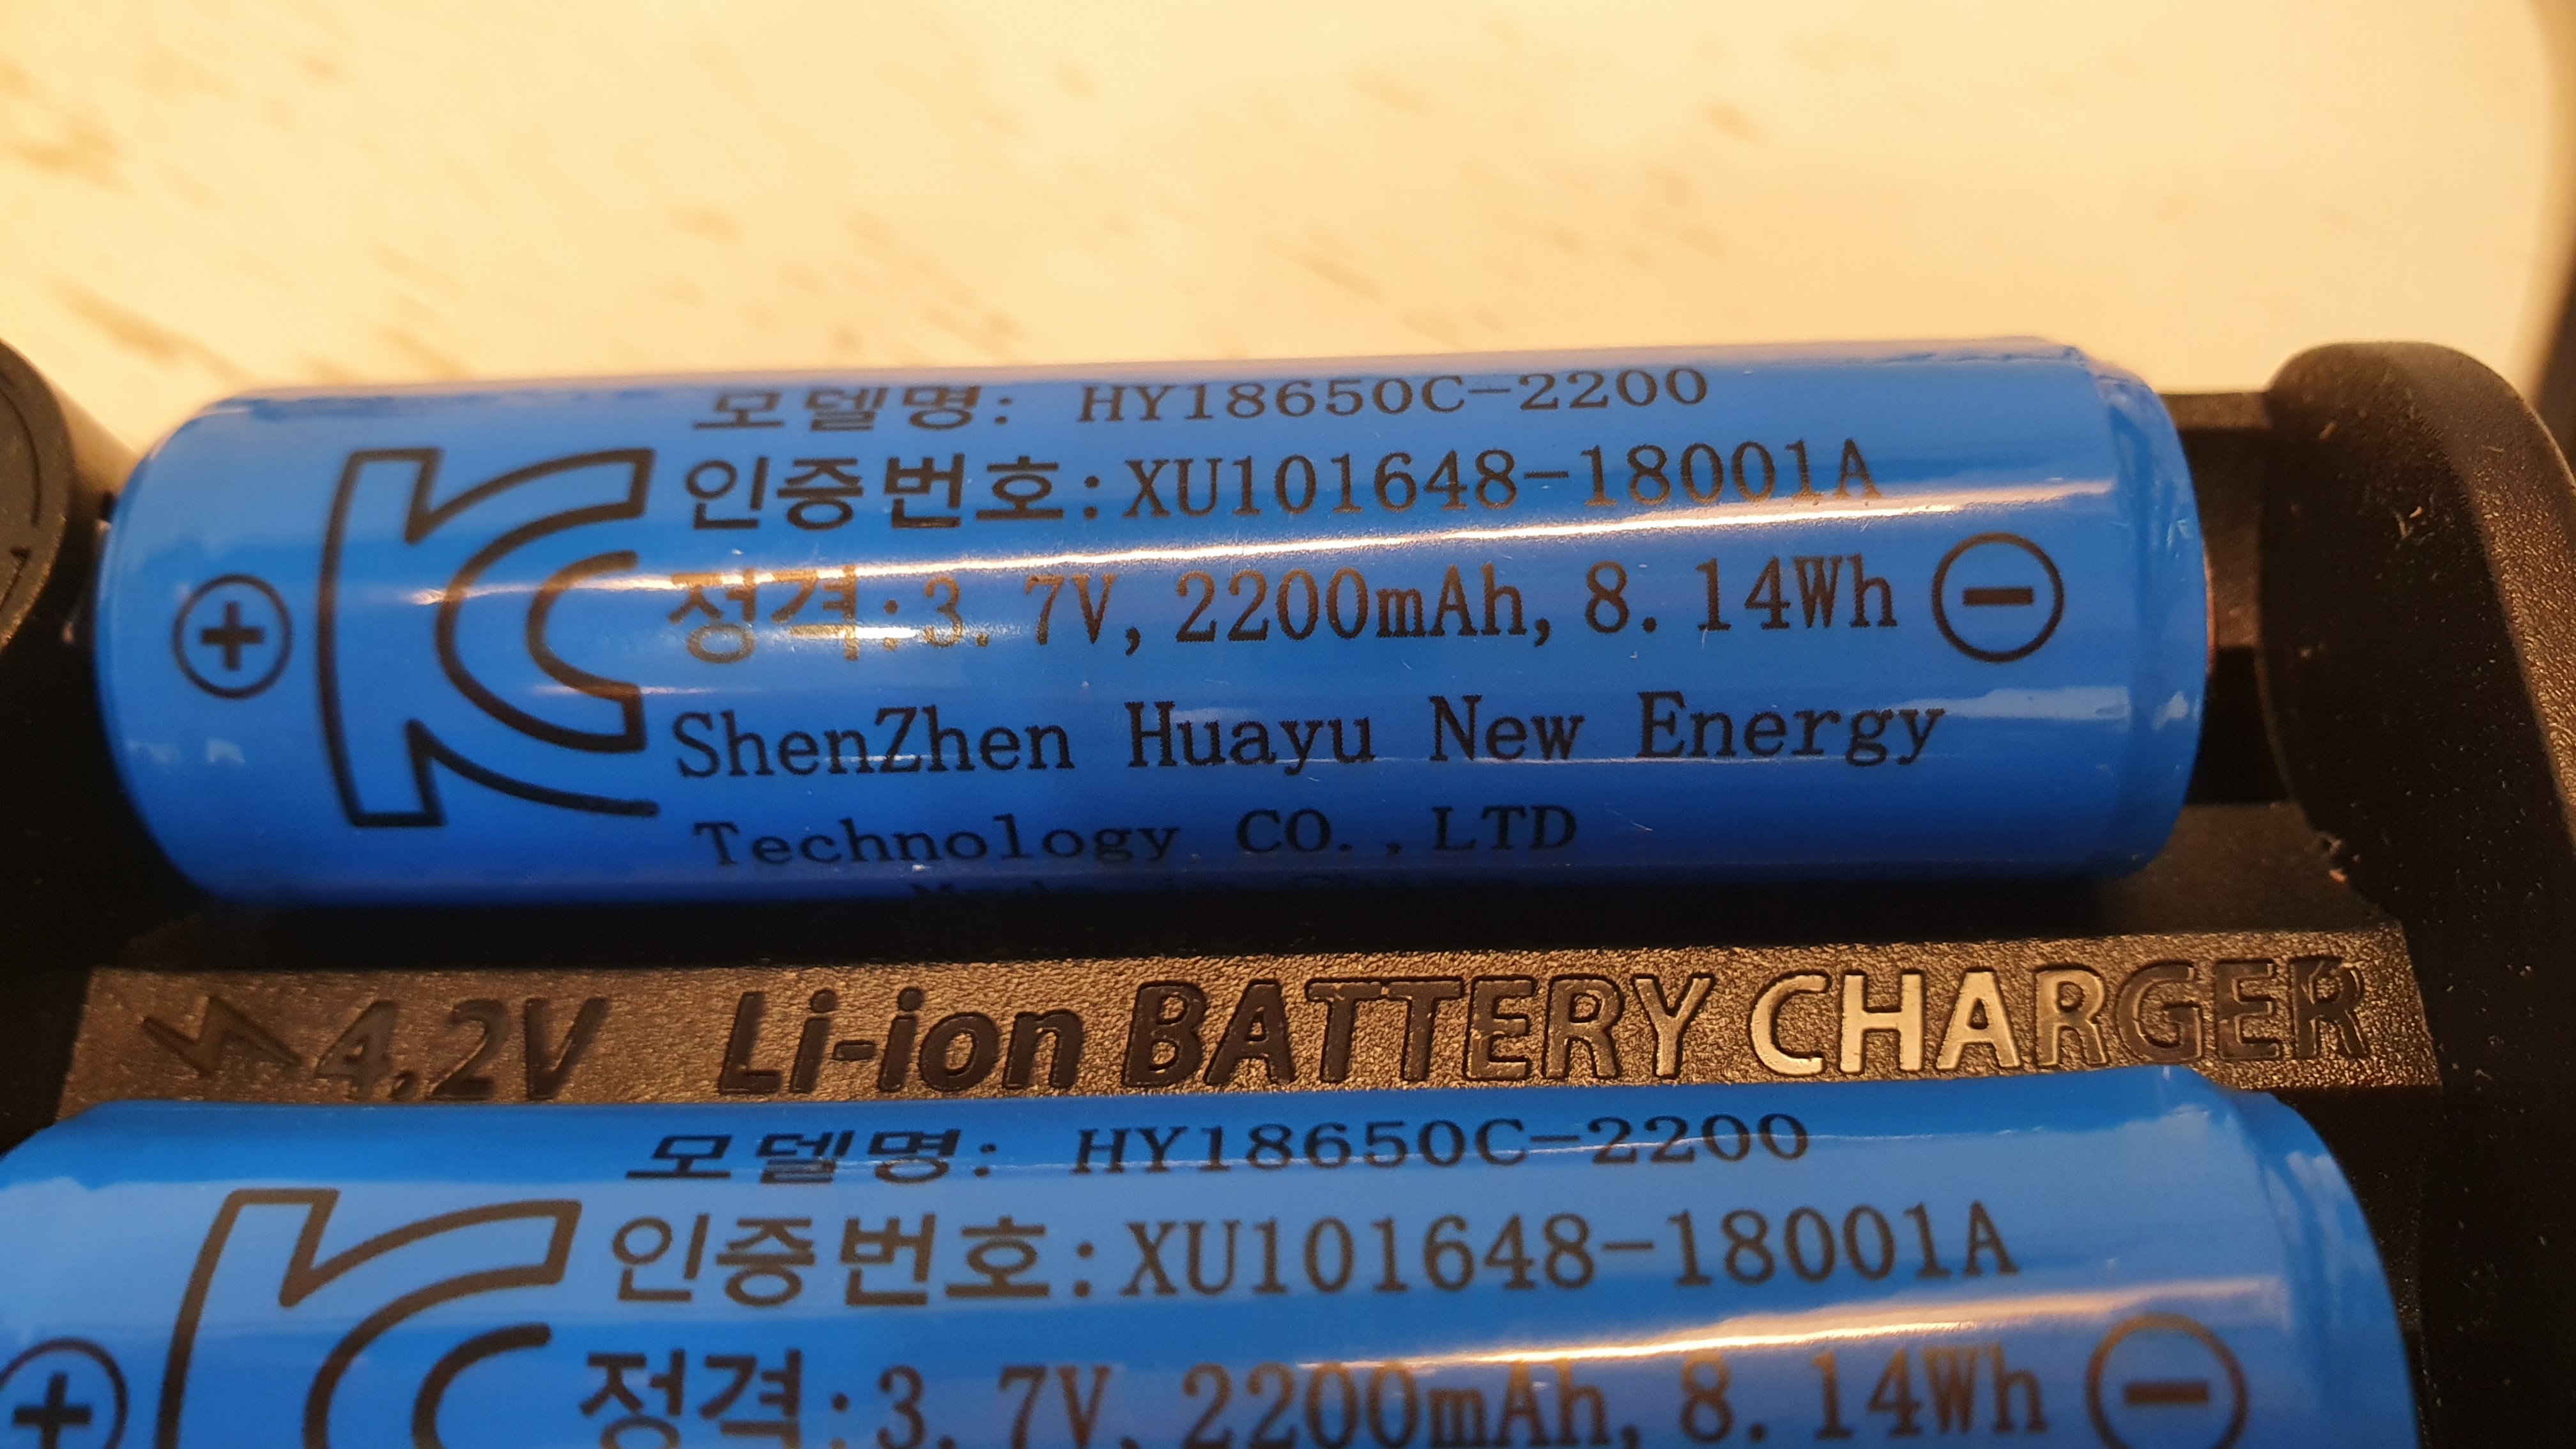 모델명: HY18650C-2200
인증번호:XU101648-18001A
정격:3.7V,2200mAh,8.14Wh
ShenZhen Huayu New Energy
Technology CO.,LTD
4,2V Li-ion BATTERY CHARGER
모델명: HY18650C-2200
인증번호:XU101648-18001A
정격:3.7V,2200mAh,8.14Wh